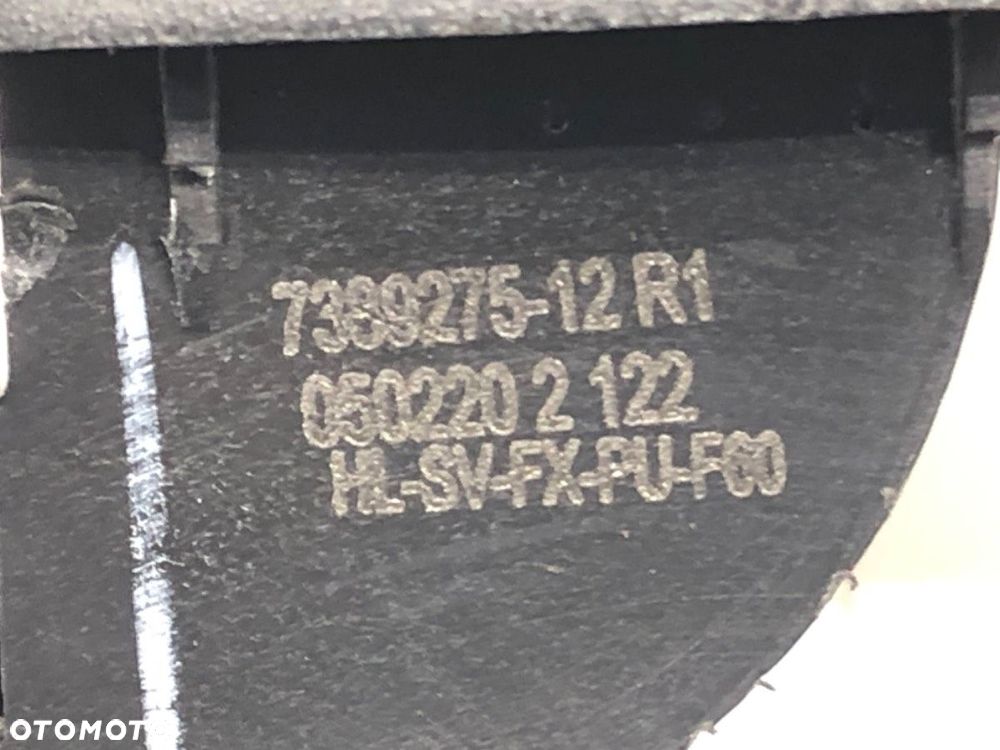 7389275-12 R1
050220 2 122
HL-SV-FX-PU-F60
OTOMOTO